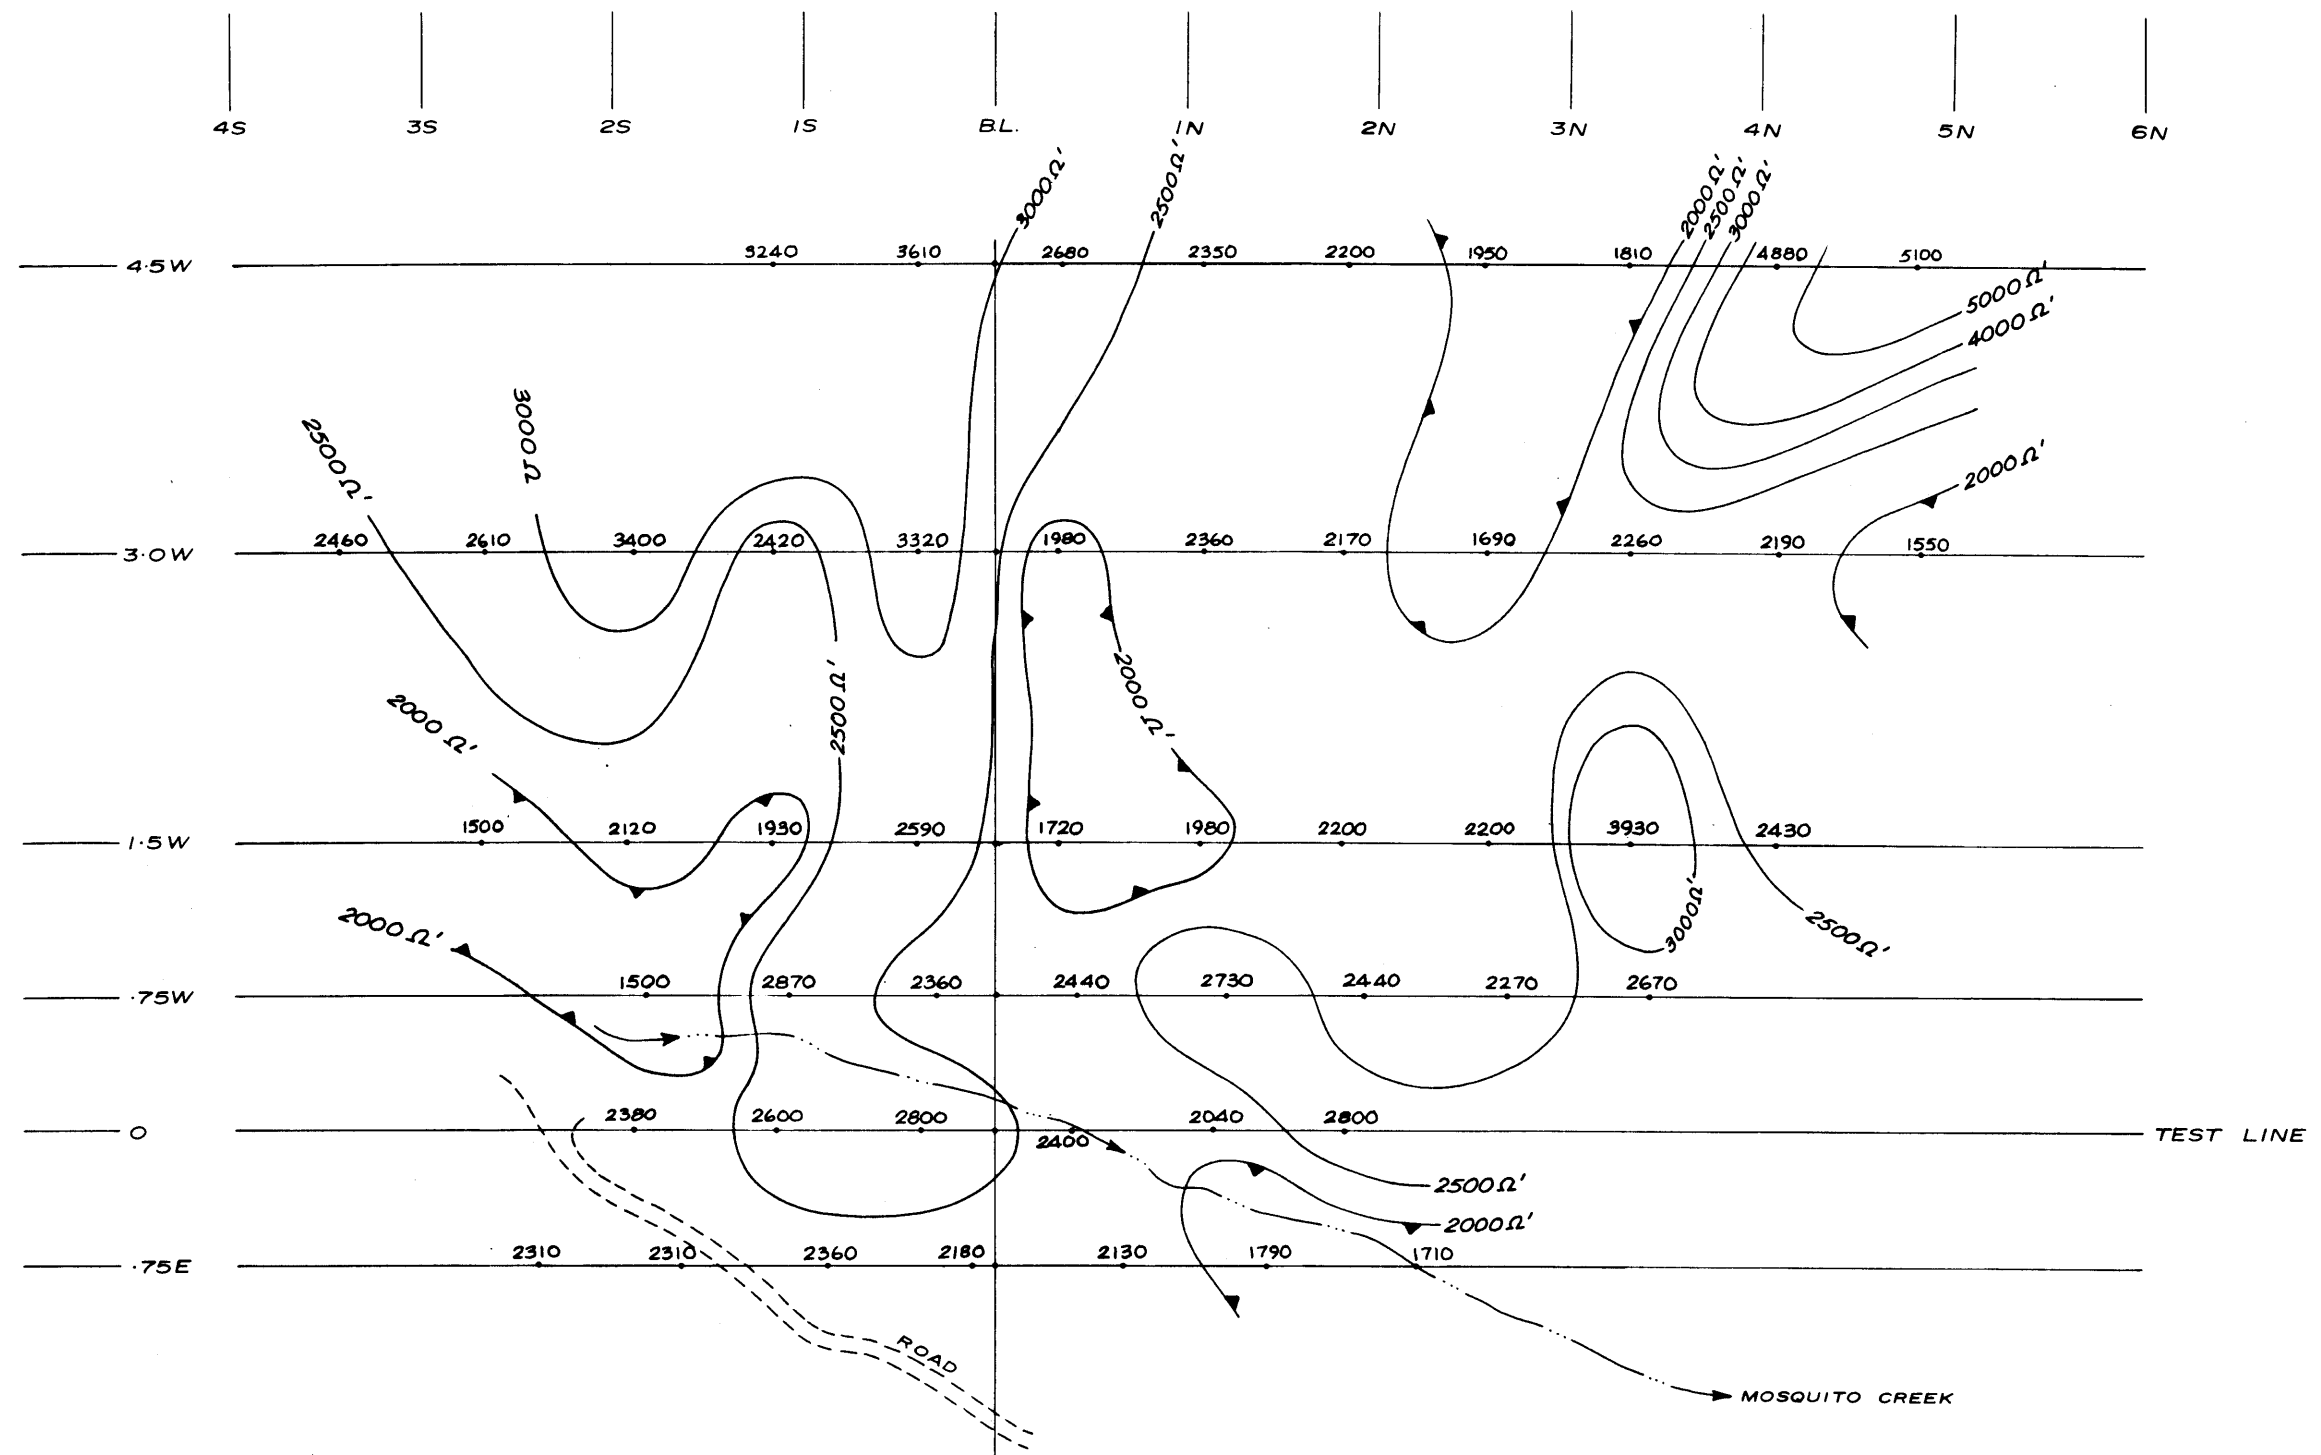 4S 3S 2S 1S B.L. 1N 2N 3N 4N 5N 6N
3000Ω' 2500Ω' 2000Ω' 2500Ω' 3000Ω'
4.5W 3240 3610 2680 2350 2200 1950 1810 4880 5100
5000Ω'
4000Ω'
2500Ω' 3000Ω 2000Ω'
3.0W 2460 2610 3400 2420 3320 1980 2360 2170 1690 2260 2190 1550
2000Ω' 2500Ω' 2000Ω'
1.5W 1500 2120 1930 2590 1720 1980 2200 2200 3930 2430
2000Ω' 3000Ω' 2500Ω'
.75W 1500 2870 2360 2440 2730 2440 2270 2670
0 2380 2600 2800 2400 2040 2800 TEST LINE
2500Ω'
2000Ω'
.75E 2310 2310 2360 2180 2130 1790 1710
ROAD
MOSQUITO CREEK